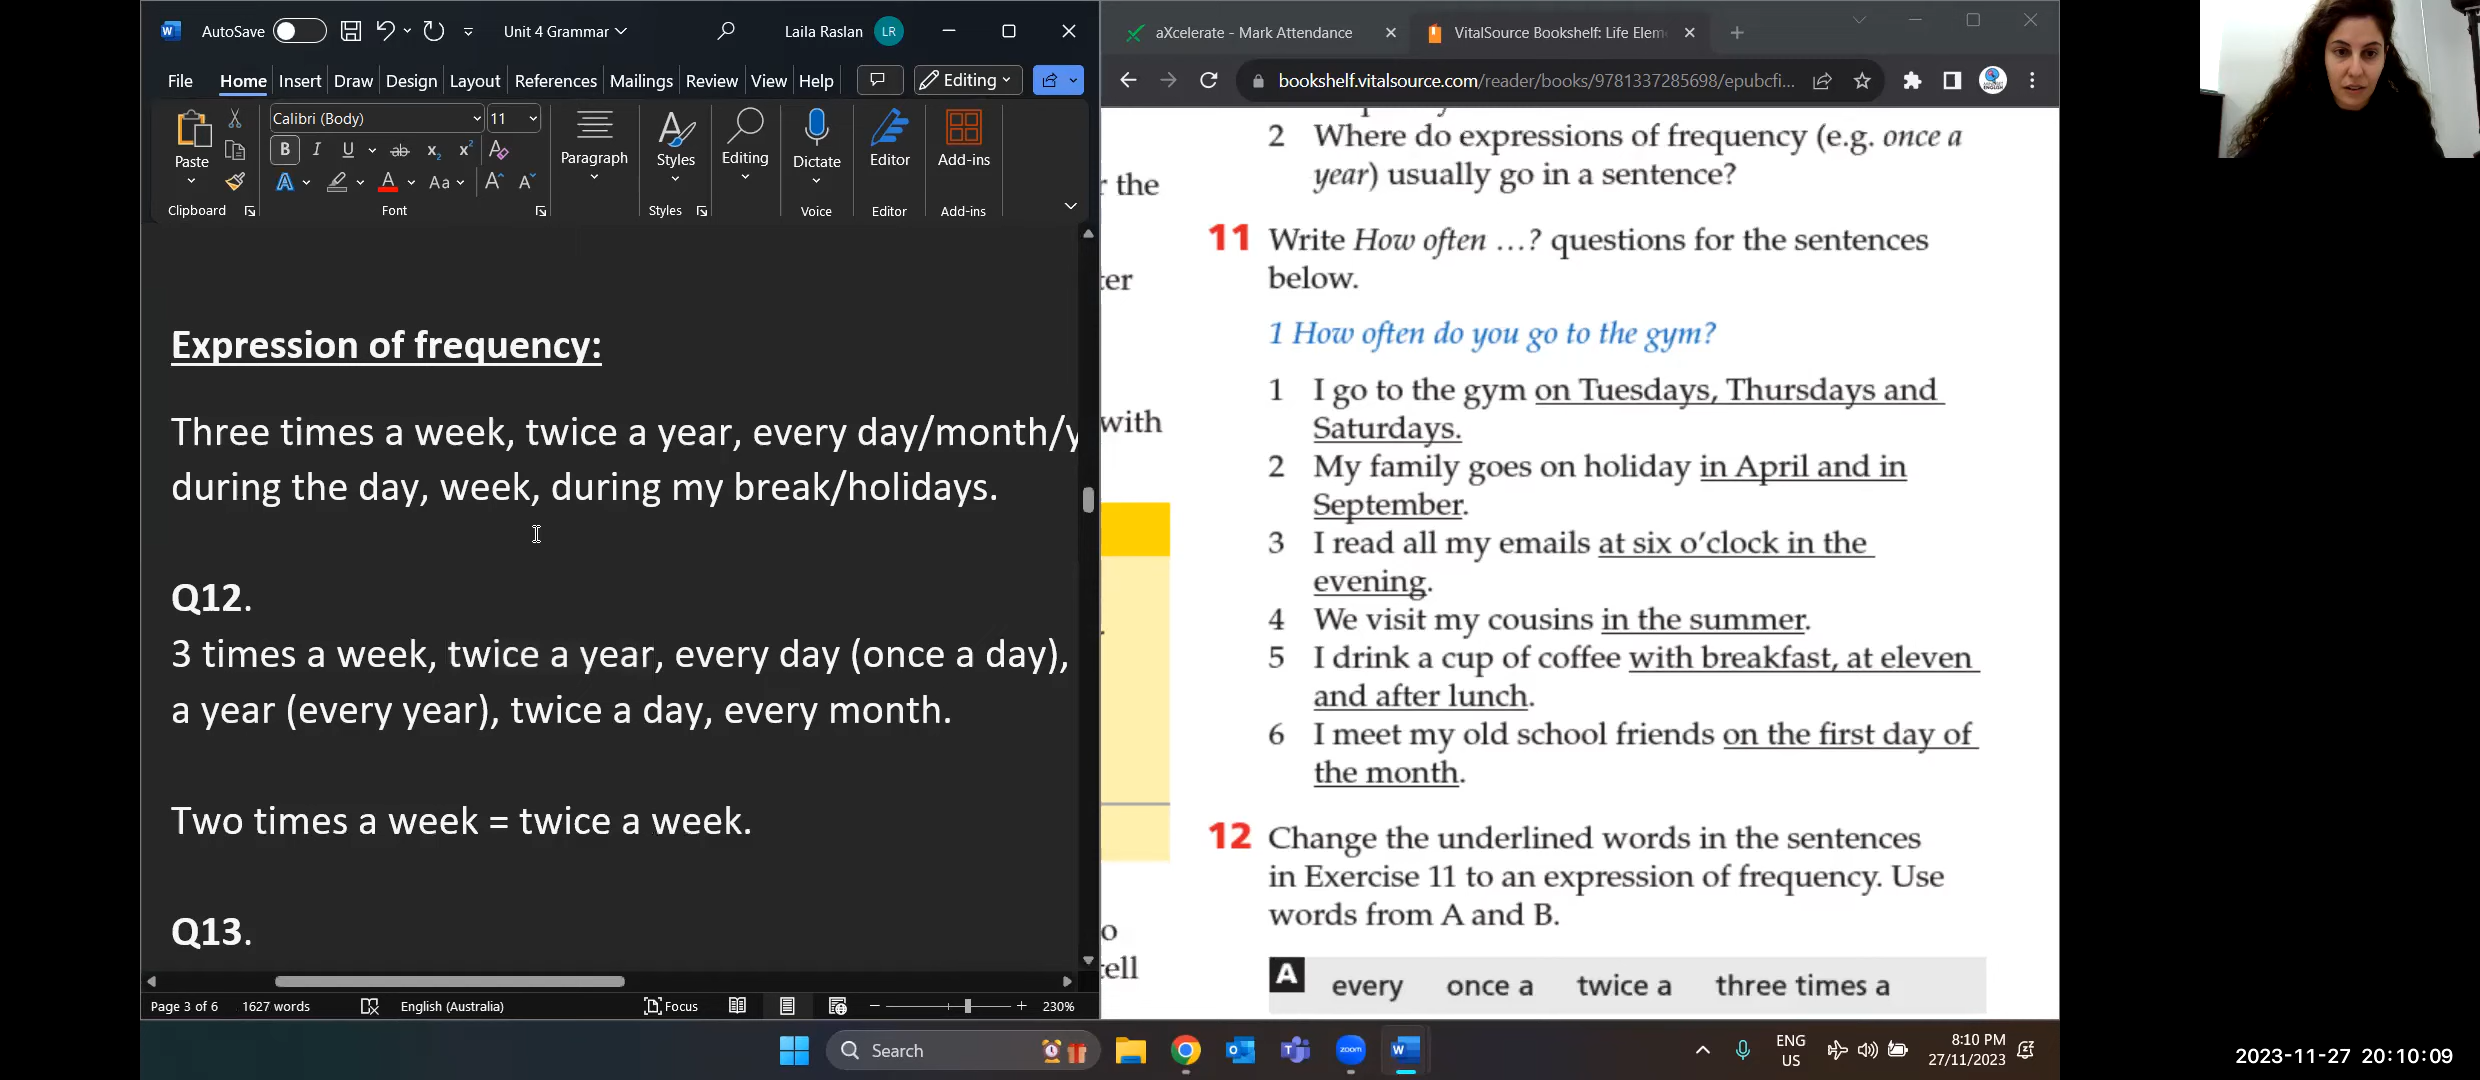 AutoSave
Unit 4 Grammar
Laila Raslan
LR
File Home Insert Draw Design Layout References Mailings Review View Help
Editing
Calibri (Body)
11
Paste
Paragraph
Styles
Editing
Dictate
Editor
Add-ins
Clipboard
Font
Styles
Voice
Editor
Add-ins
Expression of frequency:
Three times a week, twice a year, every day/month/y
during the day, week, during my break/holidays.
Q12.
3 times a week, twice a year, every day (once a day),
a year (every year), twice a day, every month.
Two times a week = twice a week.
Q13.
Page 3 of 6
1627 words
English (Australia)
Focus
230%
aXcelerate - Mark Attendance
VitalSource Bookshelf: Life Elem
bookshelf.vitalsource.com/reader/books/9781337285698/epubcfi...
the
with
2 Where do expressions of frequency (e.g. once a
year) usually go in a sentence?
11 Write How often …? questions for the sentences
below.
1 How often do you go to the gym?
1 I go to the gym on Tuesdays, Thursdays and
Saturdays.
2 My family goes on holiday in April and in
September.
3 I read all my emails at six o’clock in the
evening.
4 We visit my cousins in the summer.
5 I drink a cup of coffee with breakfast, at eleven
and after lunch.
6 I meet my old school friends on the first day of
the month.
12 Change the underlined words in the sentences
in Exercise 11 to an expression of frequency. Use
words from A and B.
A every once a twice a three times a
Search
zoom
ENG
US
8:10 PM
27/11/2023
2023-11-27 20:10:09